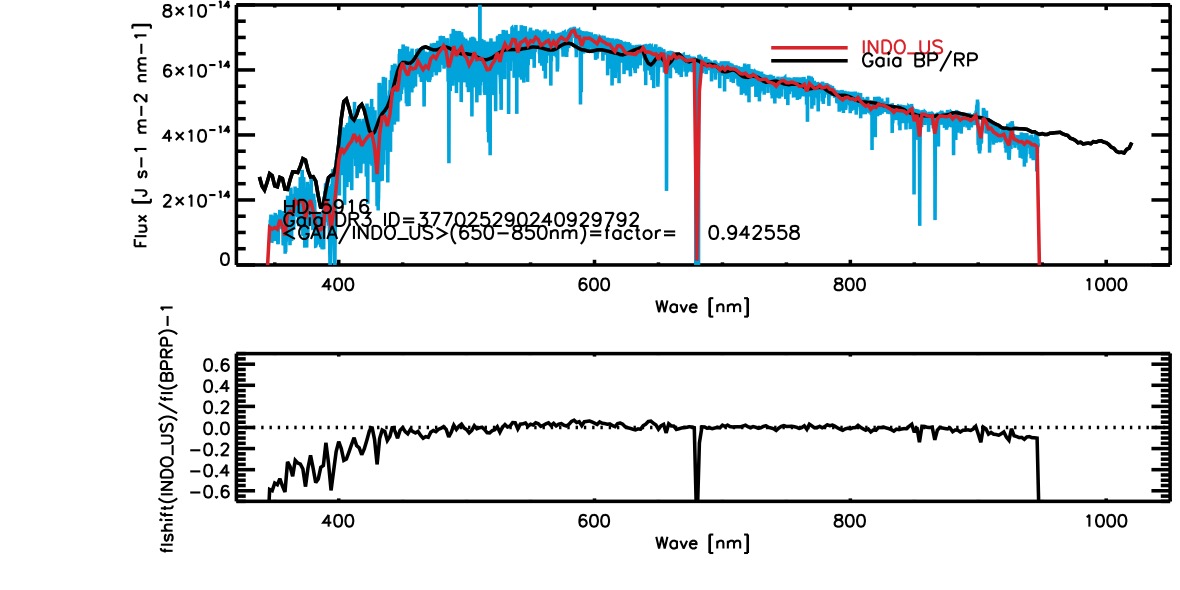 8×10-14
6×10-14
4×10-14
2×10-14
0
Flux [J s-1 m-2 nm-1]
INDO_US
Gaia BP/RP
HD_5916
Gaia DR3 ID=377025290240929792
<GAIA/INDO_US>(650-850nm)=factor= 0.942558
400 600 800 1000
Wave [nm]
flshift(INDO_US)/fl(BPRP)-1
0.6
0.4
0.2
0.0
-0.2
-0.4
-0.6
400 600 800 1000
Wave [nm]